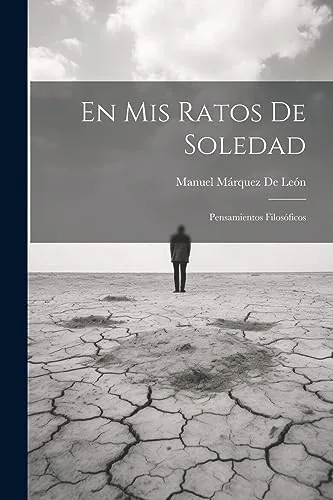 En Mis Ratos De
Soledad
Manuel Márquez De León
Pensamientos Filosóficos